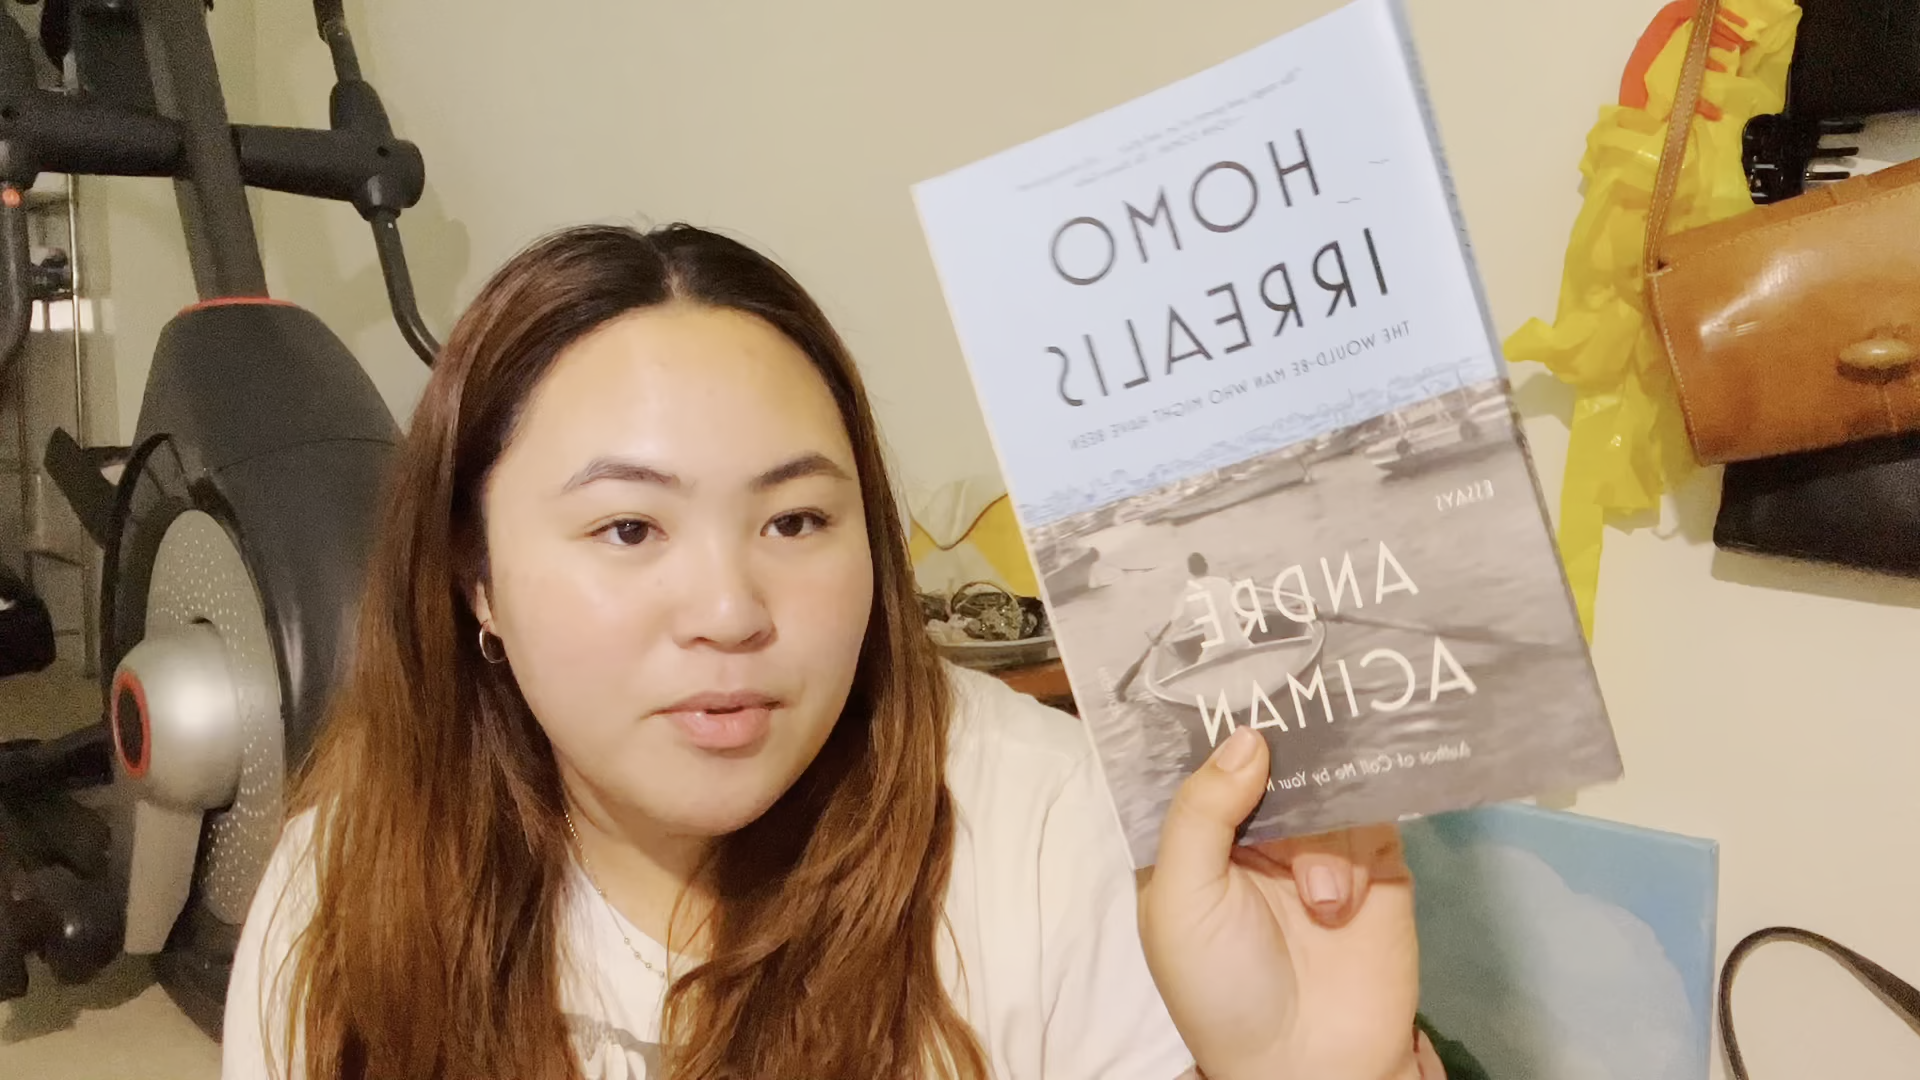 HOMO
IRREALIS
THE WOULD-BE MAN WHO MIGHT HAVE BEEN
ESSAYS
ANDRÉ
ACIMAN
Author of Call Me by Your